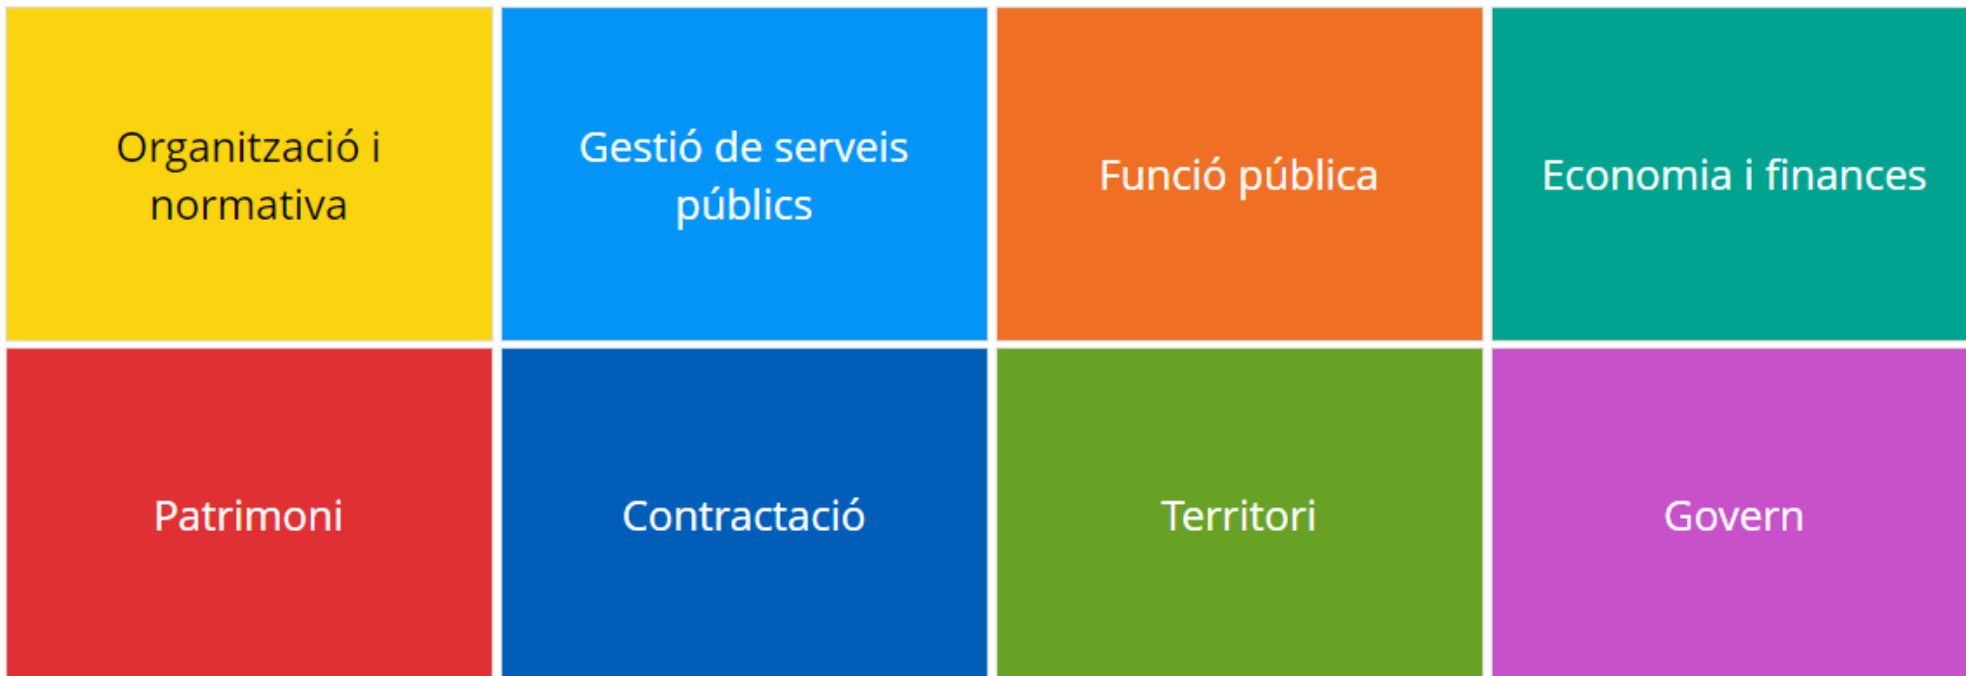 Organització i
normativa
Gestió de serveis
públics
Funció pública
Economia i finances
Patrimoni
Contractació
Territori
Govern